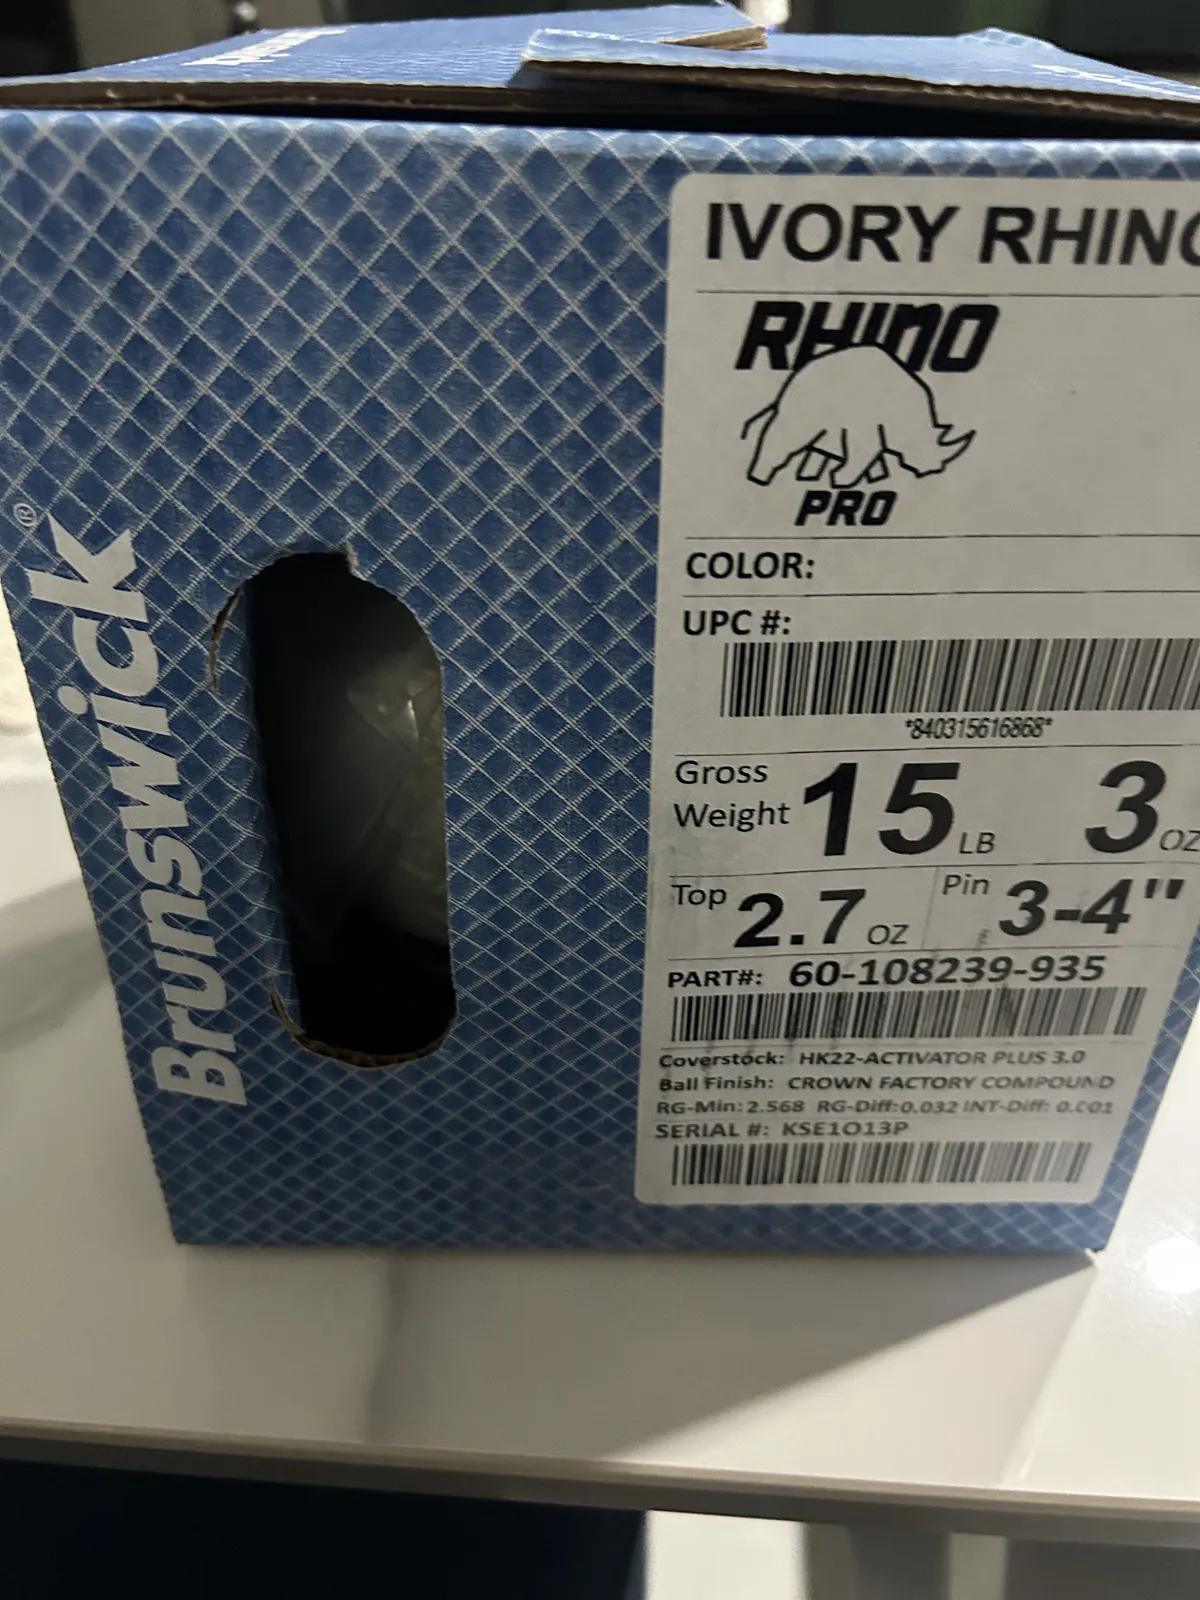 Brunswick®
IVORY RHINO
RHINO
PRO
COLOR:
UPC #:
*840315616868*
Gross Weight 15 LB 3 OZ
Top 2.7 OZ Pin 3-4"
PART#: 60-108239-935
Coverstock: HK22-ACTIVATOR PLUS 3.0
Ball Finish: CROWN FACTORY COMPOUND
RG-Min: 2.568 RG-Diff: 0.032 INT-Diff: 0.001
SERIAL #: KSE1O13P